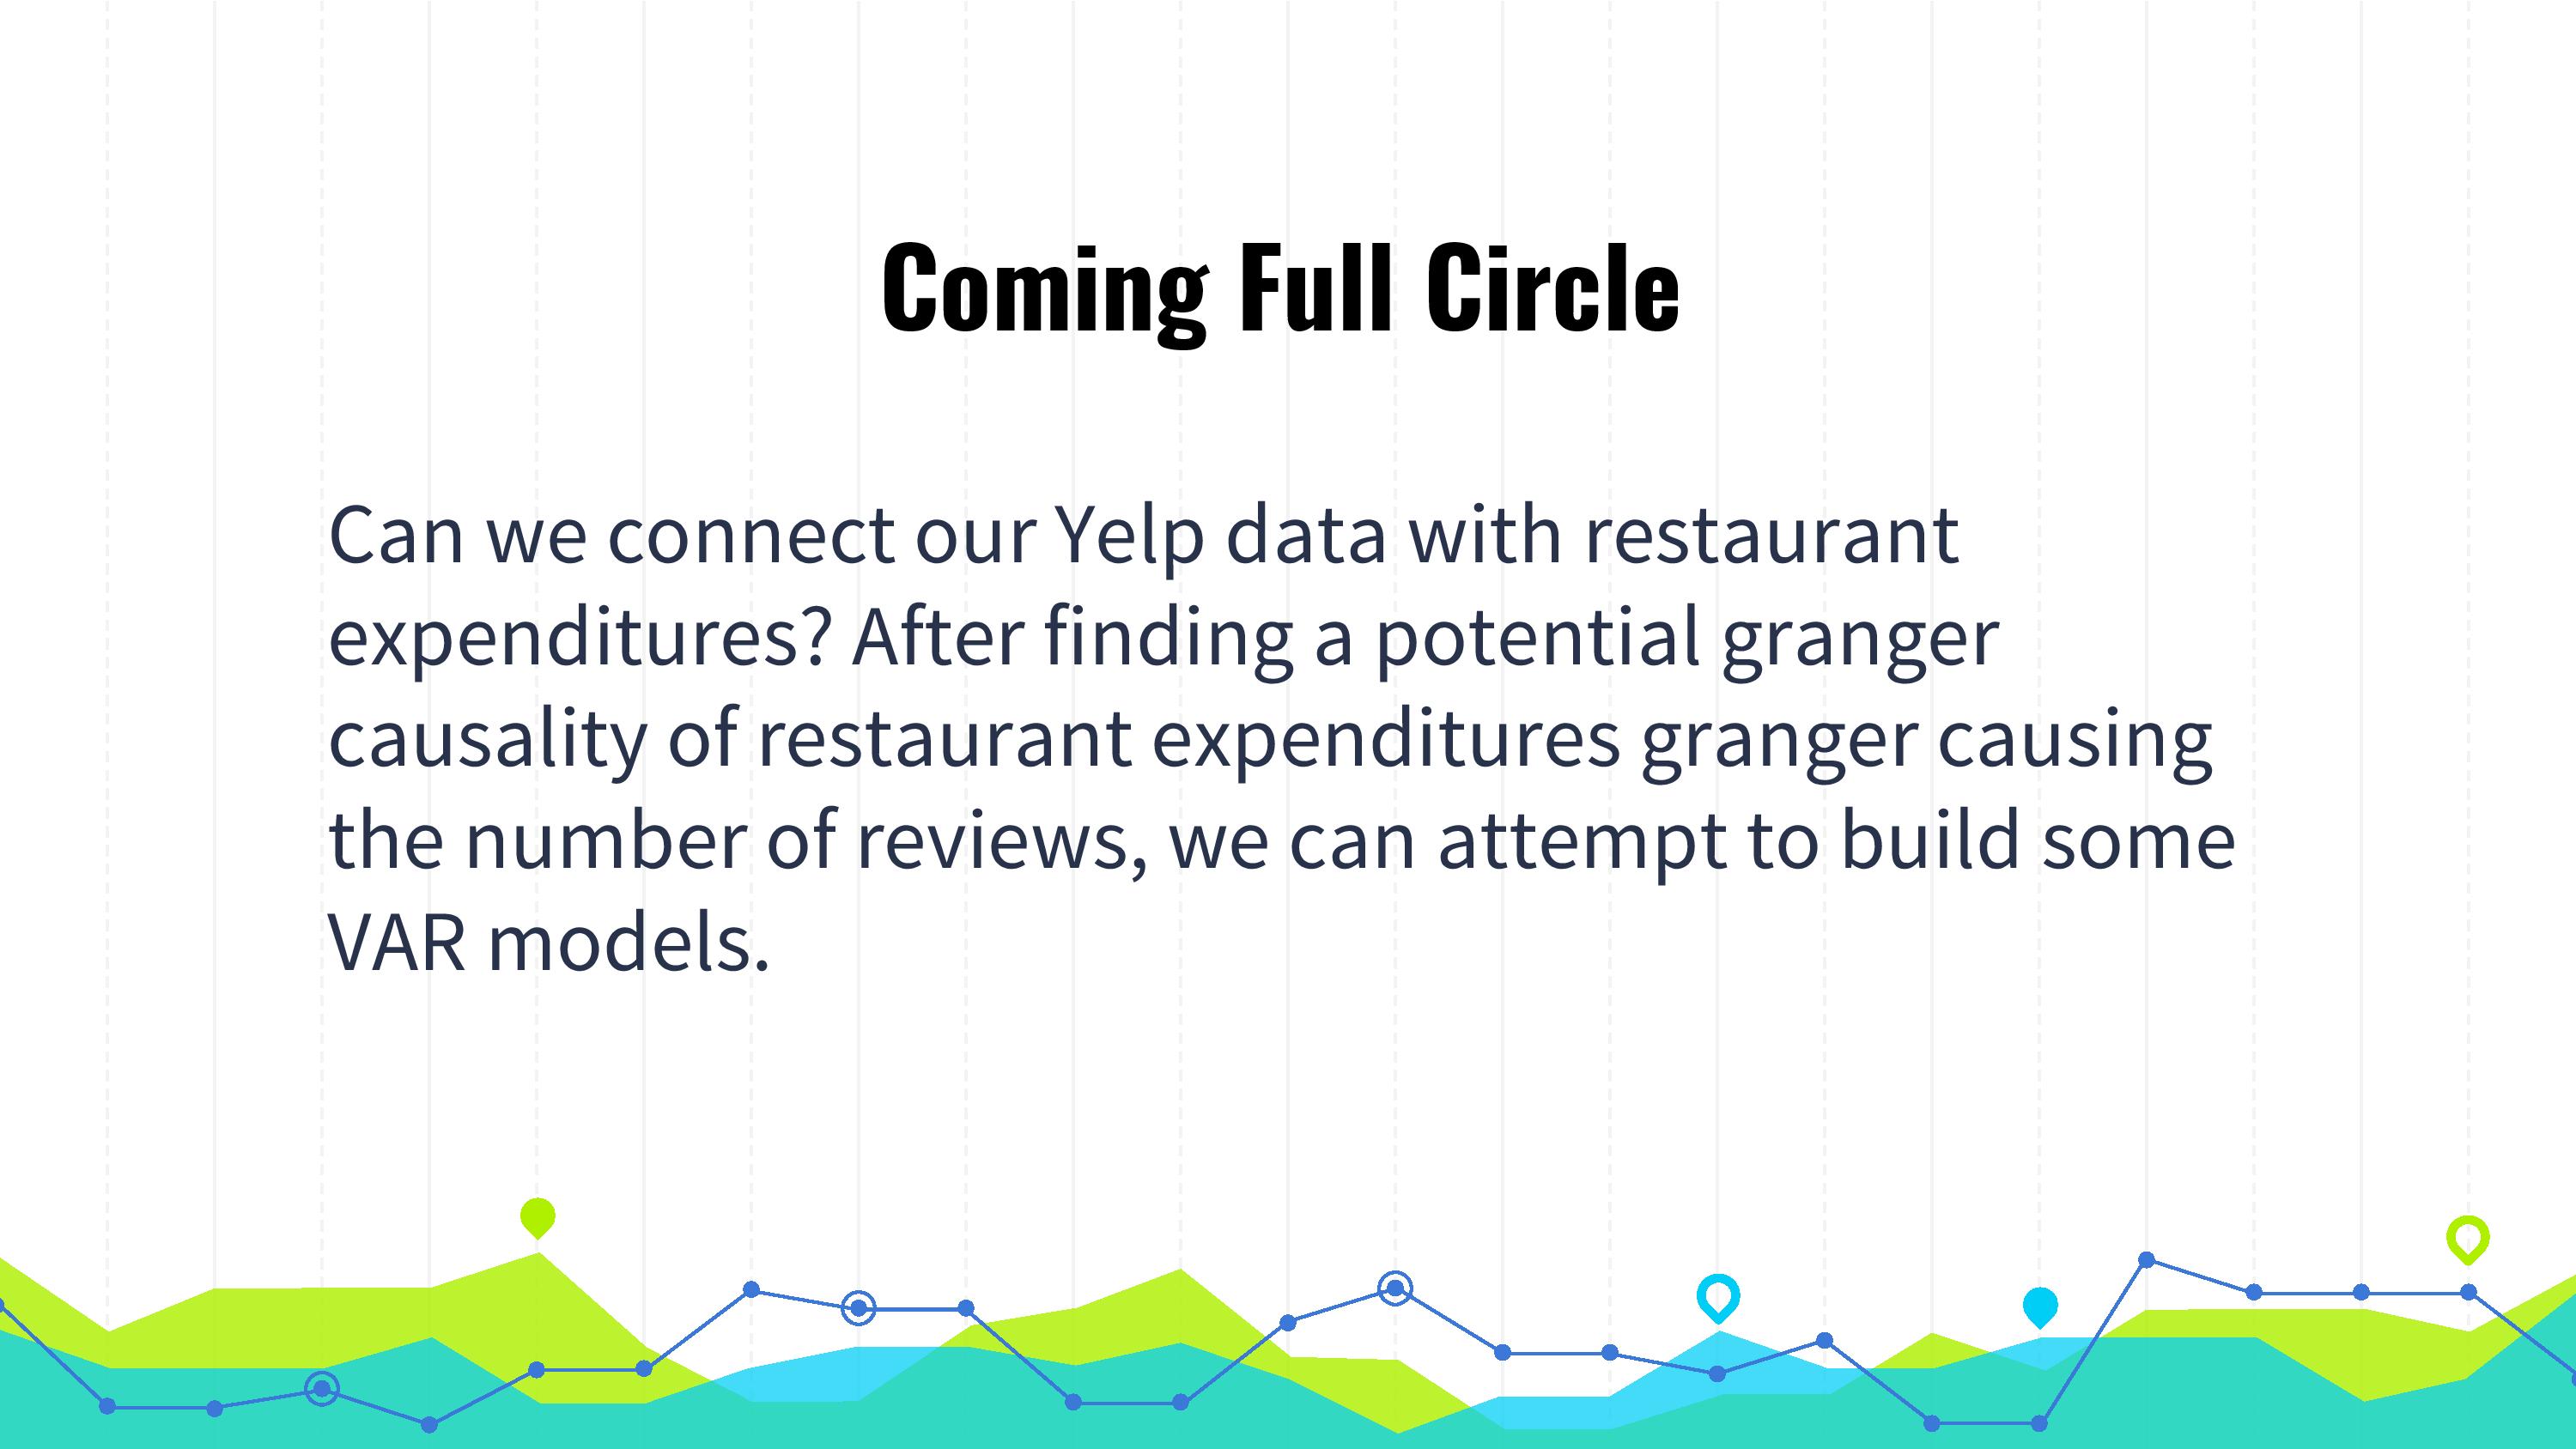 Coming Full Circle
Can we connect our Yelp data with restaurant
expenditures? After finding a potential granger
causality of restaurant expenditures granger causing
the number of reviews, we can attempt to build some
VAR models.